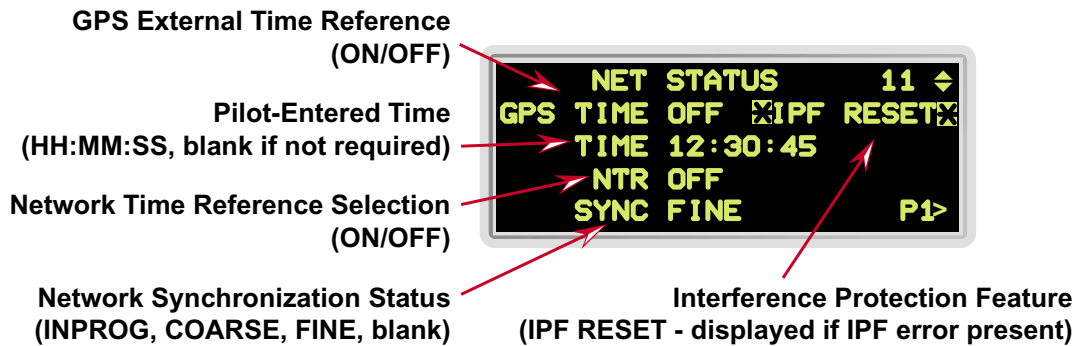 GPS External Time Reference
(ON/OFF)
Pilot-Entered Time
(HH:MM:SS, blank if not required)
Network Time Reference Selection
(ON/OFF)
Network Synchronization Status
(INPROG, COARSE, FINE, blank)
NET STATUS 11
GPS TIME OFF *IPF RESET*
TIME 12:30:45
NTR OFF
SYNC FINE P1>
Interference Protection Feature
(IPF RESET - displayed if IPF error present)